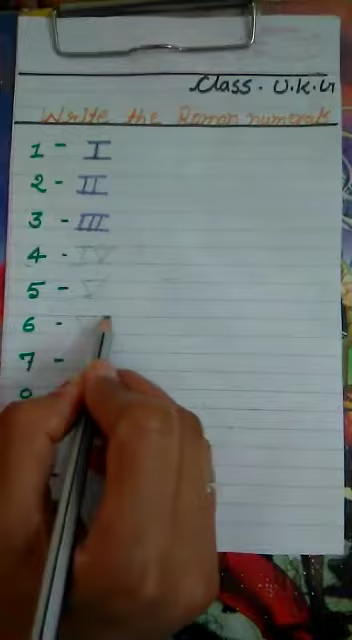 Class. U.K.G
Write the Roman numerals
1 - I
2 - II
3 - III
4 - IV
5 - V
6 -
7 -